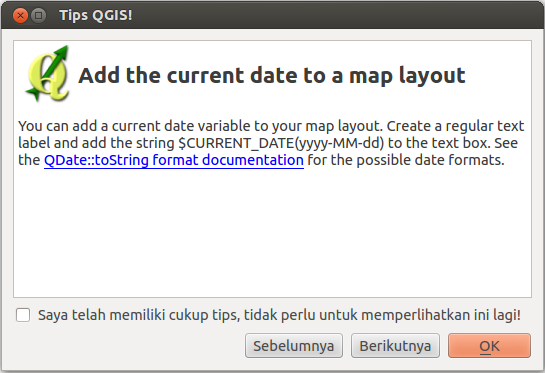 Tips QGIS!
Add the current date to a map layout
You can add a current date variable to your map layout. Create a regular text
label and add the string $CURRENT_DATE(yyyy-MM-dd) to the text box. See
the QDate::toString format documentation for the possible date formats.
Saya telah memiliki cukup tips, tidak perlu untuk memperlihatkan ini lagi!
Sebelumnya Berikutnya OK